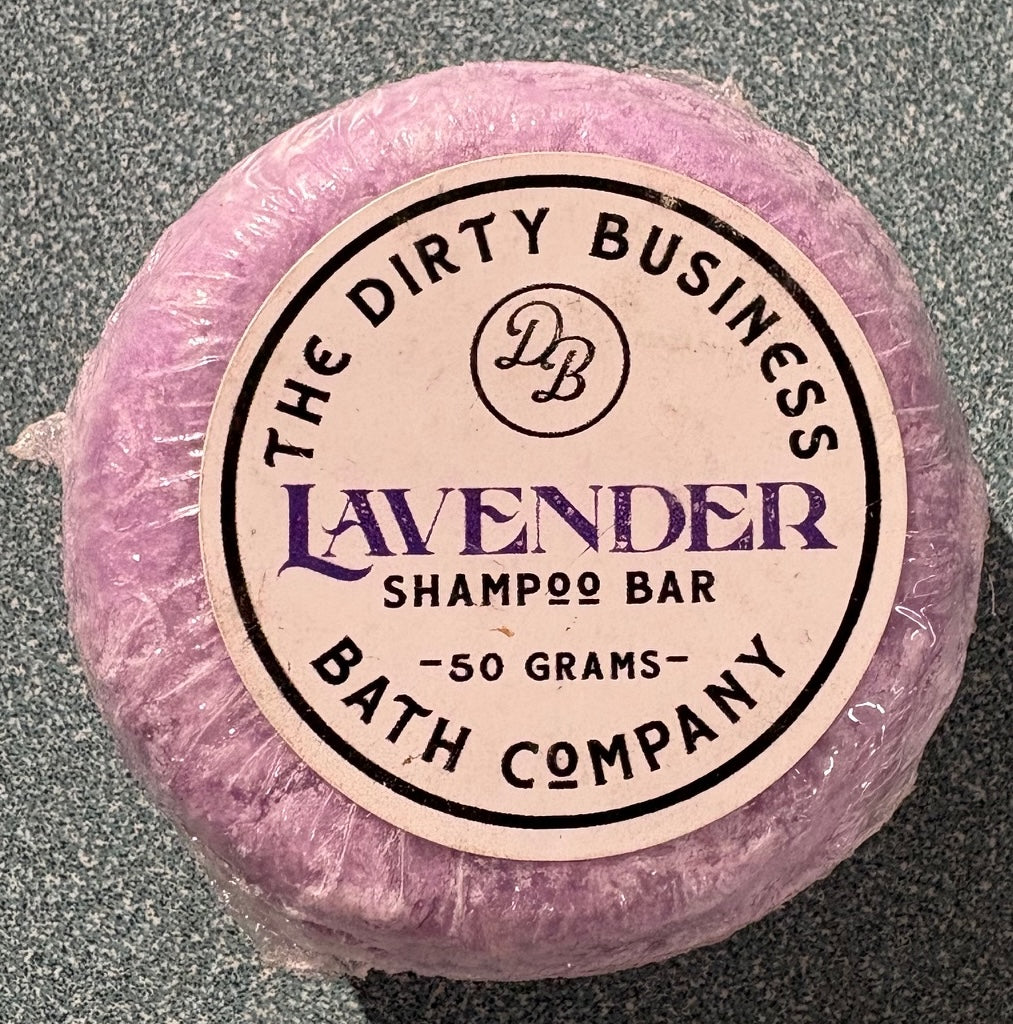 THE DIRTY BUSINESS
DB
LAVENDER
SHAMPOO BAR
-50 GRAMS-
BATH COMPANY